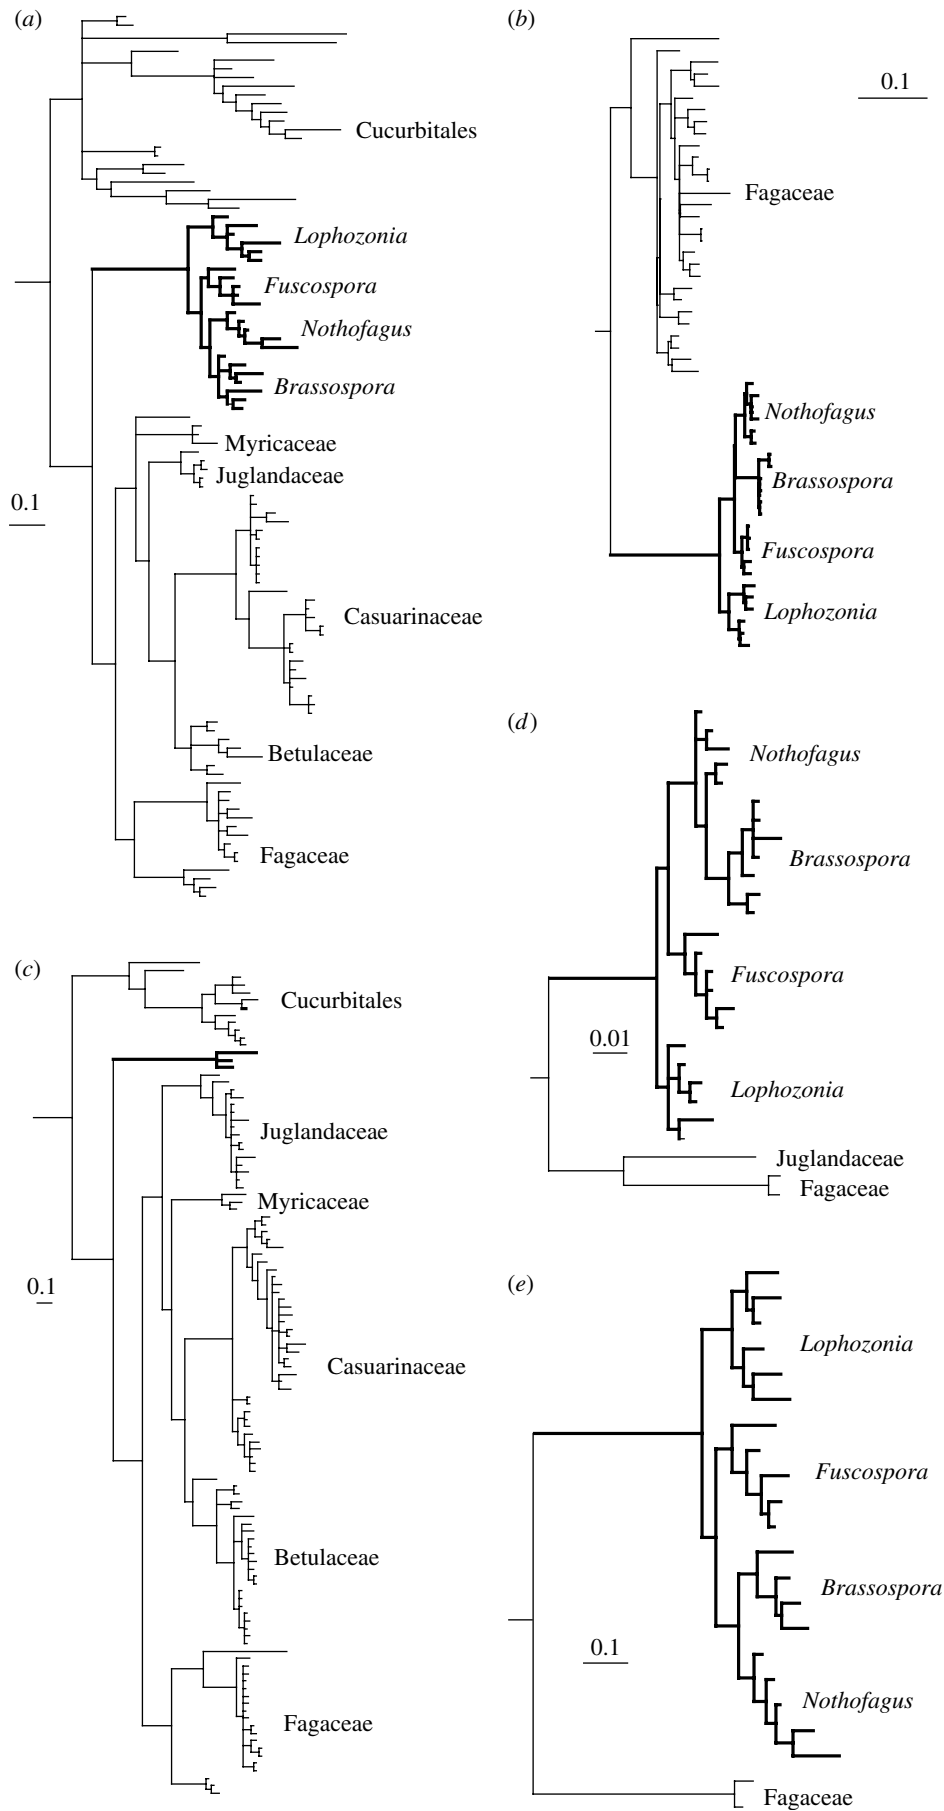 (a)
Cucurbitales
Lophozonia
Fuscospora
Nothofagus
Brassospora
Myricaceae
Juglandaceae
0.1
Casuarinaceae
Betulaceae
Fagaceae
(b)
0.1
Fagaceae
Nothofagus
Brassospora
Fuscospora
Lophozonia
(c)
Cucurbitales
Juglandaceae
Myricaceae
0.1
Casuarinaceae
Betulaceae
Fagaceae
(d)
Nothofagus
Brassospora
Fuscospora
0.01
Lophozonia
Juglandaceae
Fagaceae
(e)
Lophozonia
Fuscospora
Brassospora
0.1
Nothofagus
Fagaceae